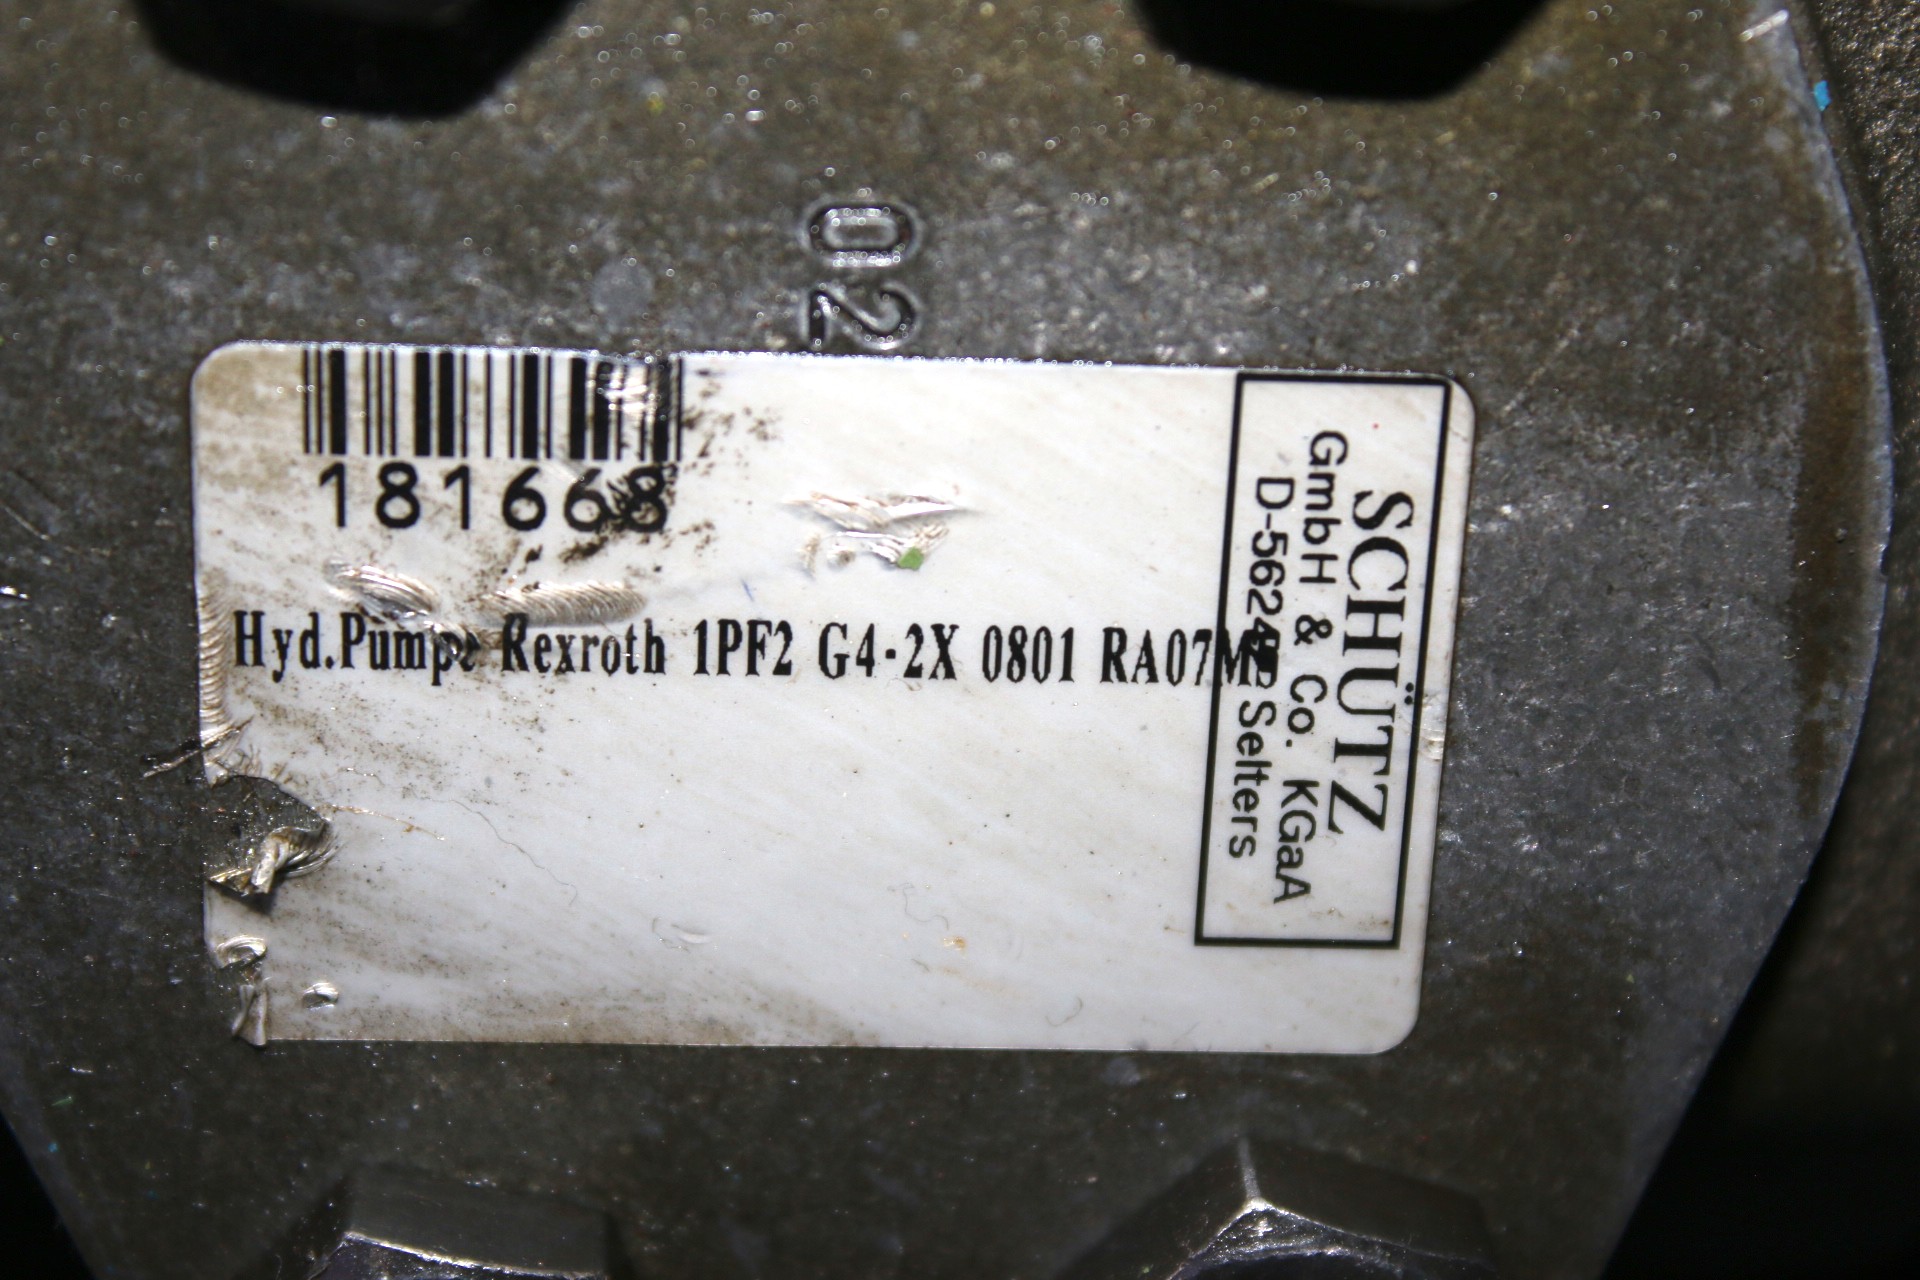 02
181668
Hyd.Pumpe Rexroth 1PF2 G4-2X 0801 RA07M
SCHÜTZ
GmbH & Co. KGaA
Selters